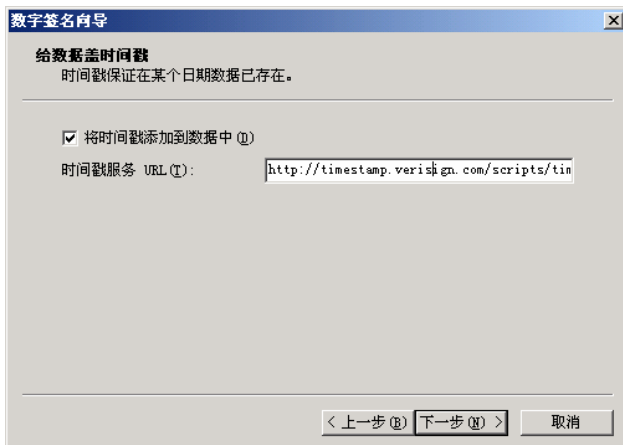 数字签名向导
给数据盖时间戳
时间戳保证在某个日期数据已存在。
将时间戳添加到数据中(D)
时间戳服务 URL(T): http://timestamp.verisign.com/scripts/tim
< 上一步(B) 下一步(N) > 取消